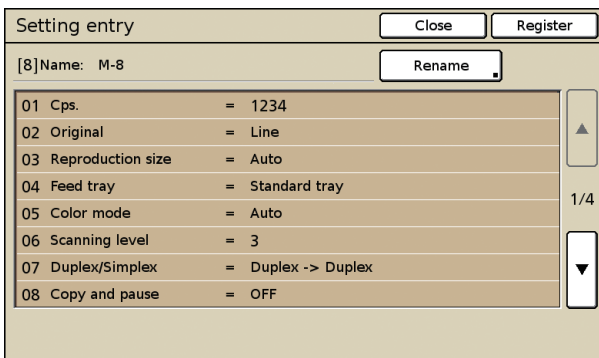 Setting entry Close Register
[8]Name: M-8 Rename
01 Cps. = 1234
02 Original = Line
03 Reproduction size = Auto
04 Feed tray = Standard tray
05 Color mode = Auto
06 Scanning level = 3
07 Duplex/Simplex = Duplex -> Duplex
08 Copy and pause = OFF
1/4